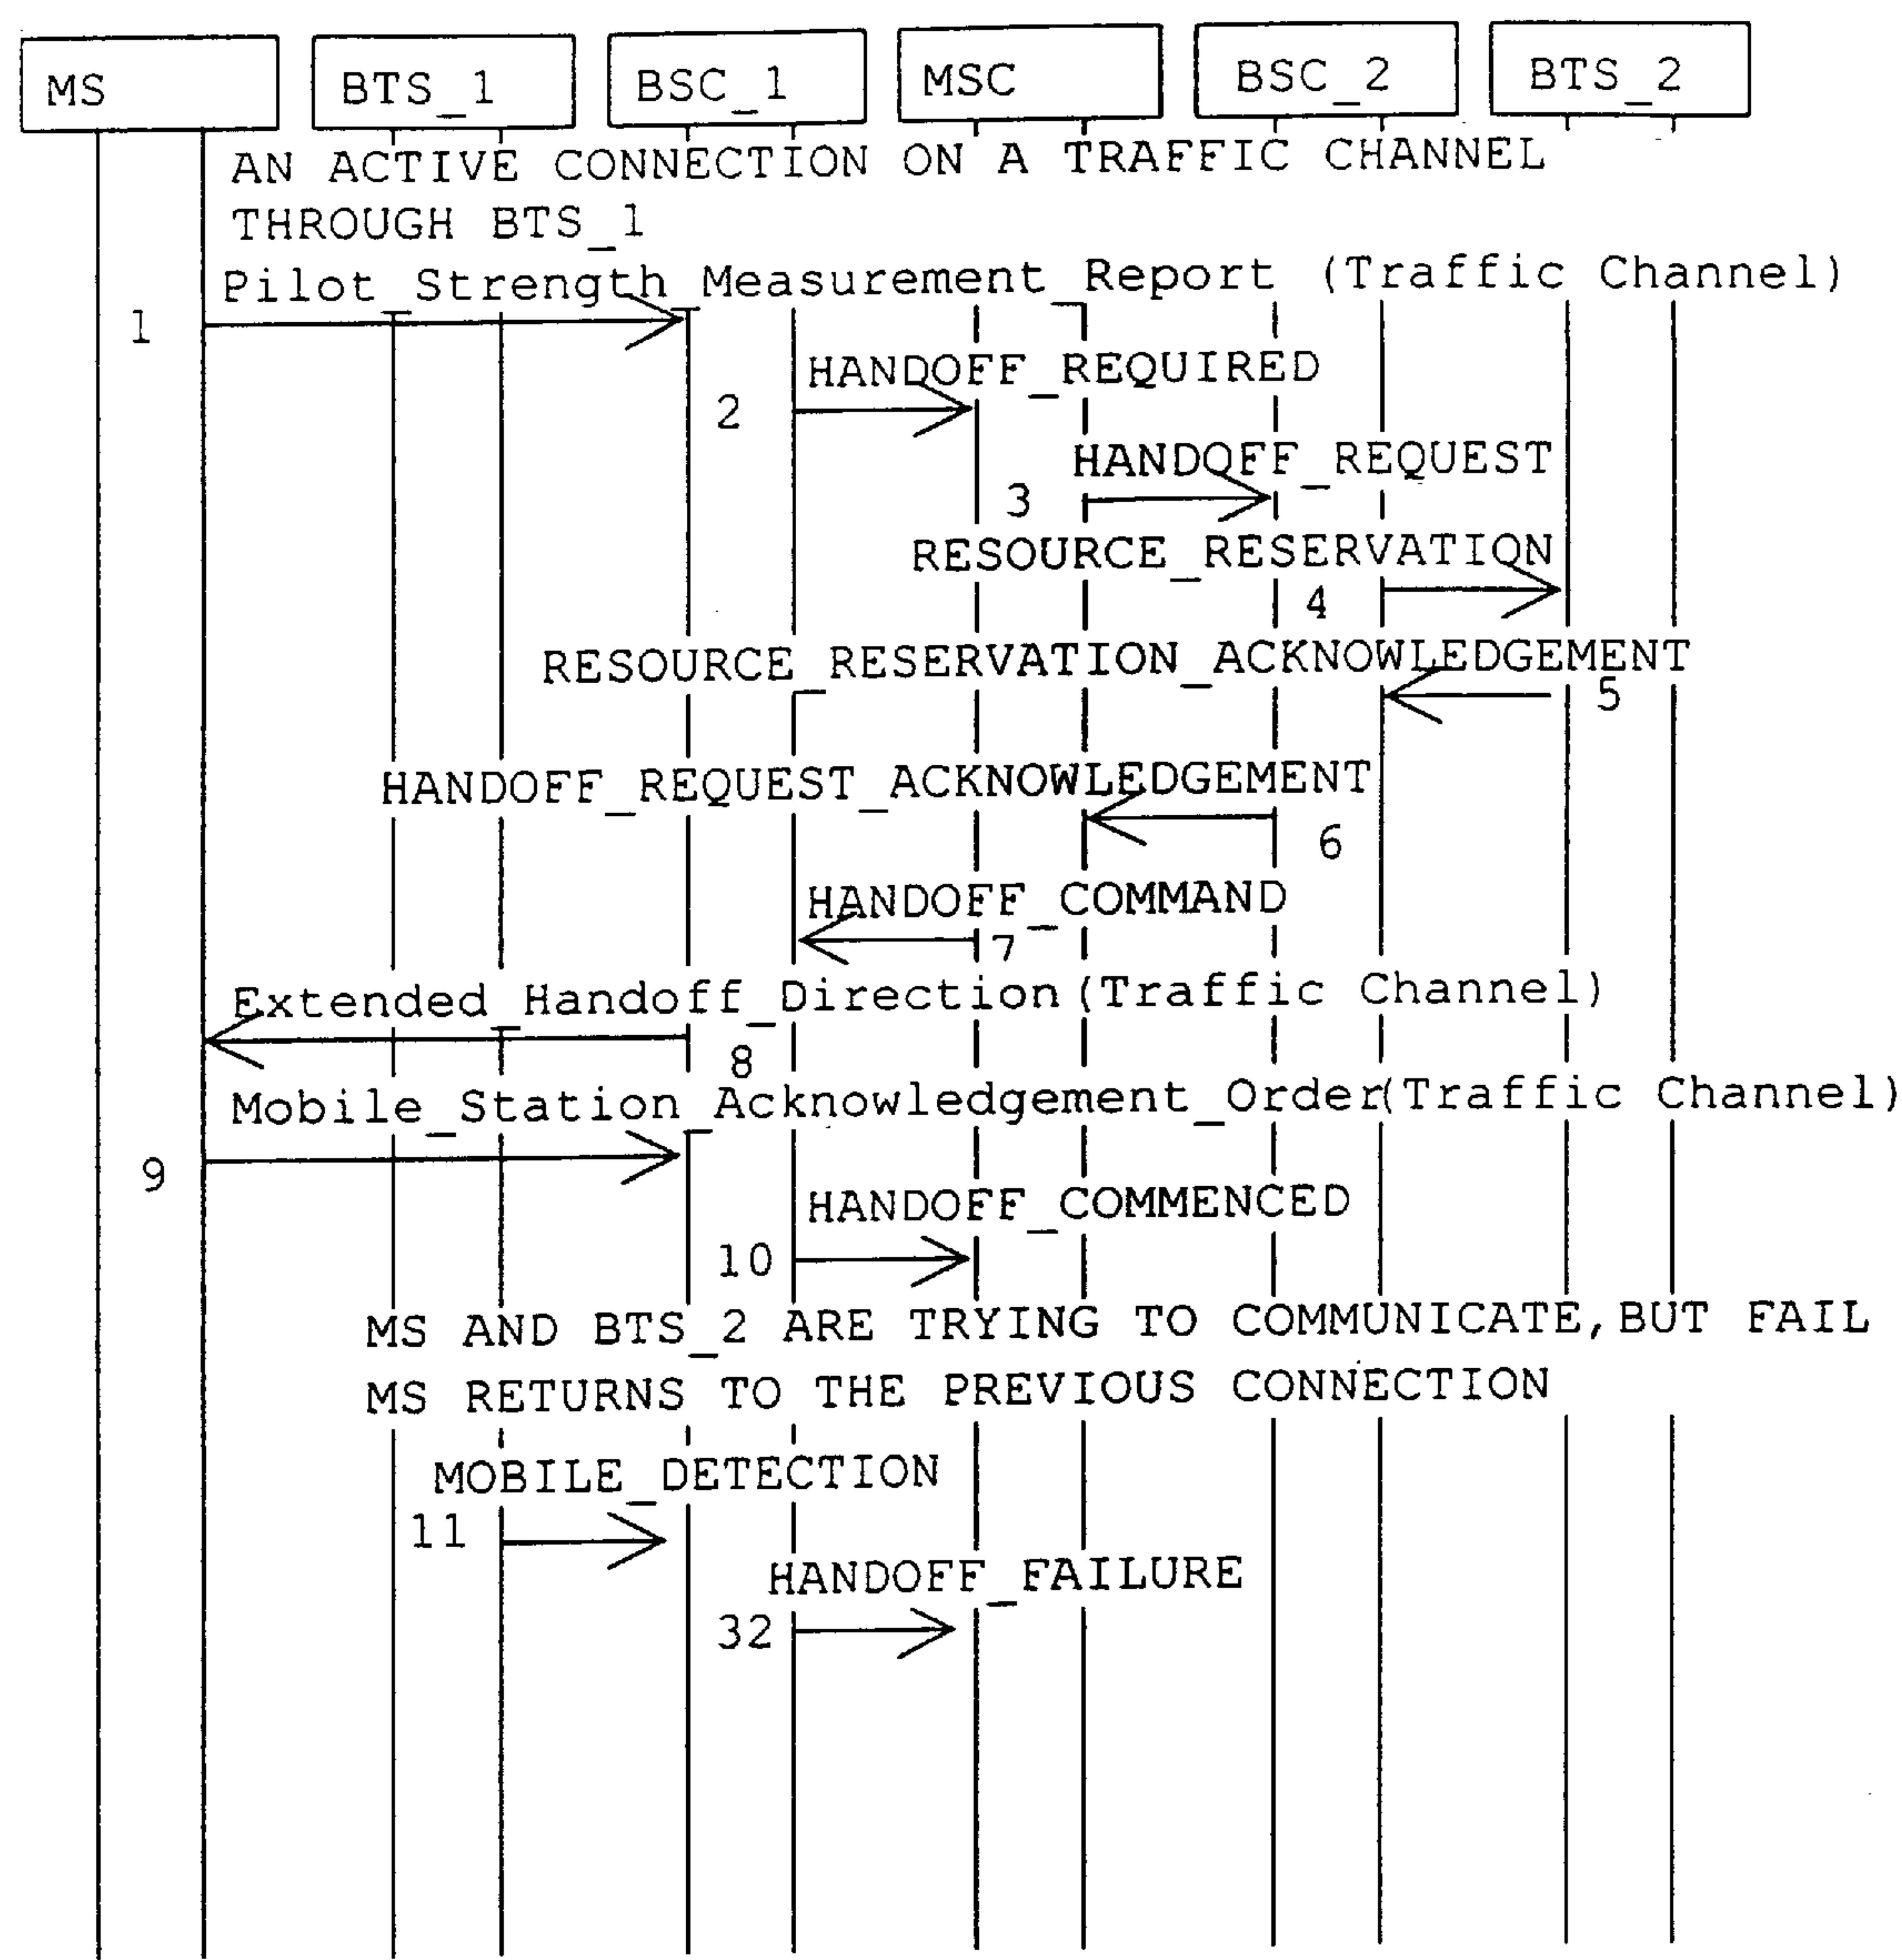 MS BTS_1 BSC_1 MSC BSC_2 BTS_2
AN ACTIVE CONNECTION ON A TRAFFIC CHANNEL
THROUGH BTS_1
Pilot_Strength_Measurement_Report (Traffic Channel)
1
HANDOFF_REQUIRED
2
HANDOFF_REQUEST
3
RESOURCE_RESERVATION
4
RESOURCE_RESERVATION_ACKNOWLEDGEMENT
5
HANDOFF_REQUEST_ACKNOWLEDGEMENT
6
HANDOFF_COMMAND
7
Extended_Handoff_Direction(Traffic Channel)
8
Mobile_Station_Acknowledgement_Order(Traffic Channel)
9
HANDOFF_COMMENCED
10
MS AND BTS_2 ARE TRYING TO COMMUNICATE,BUT FAIL
MS RETURNS TO THE PREVIOUS CONNECTION
MOBILE_DETECTION
11
HANDOFF_FAILURE
32